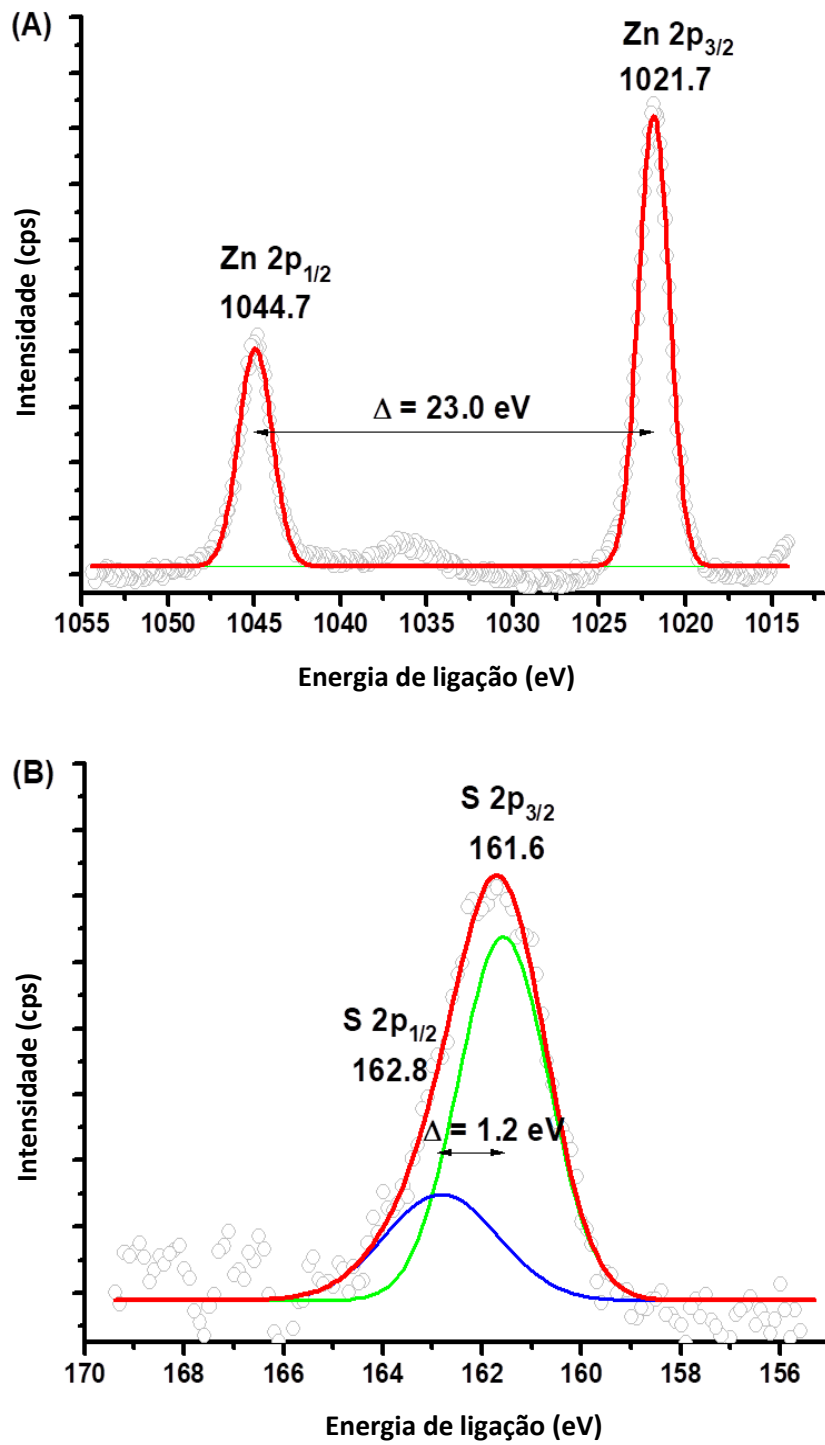 (A)
Zn 2p3/2
1021.7
Zn 2p1/2
1044.7
Δ = 23.0 eV
Intensidade (cps)
1055 1050 1045 1040 1035 1030 1025 1020 1015
Energia de ligação (eV)
(B)
S 2p3/2
161.6
S 2p1/2
162.8
Δ = 1.2 eV
Intensidade (cps)
170 168 166 164 162 160 158 156
Energia de ligação (eV)